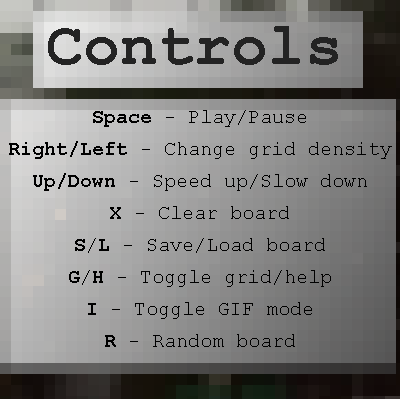 Controls
Space - Play/Pause
Right/Left - Change grid density
Up/Down - Speed up/Slow down
X - Clear board
S/L - Save/Load board
G/H - Toggle grid/help
I - Toggle GIF mode
R - Random board